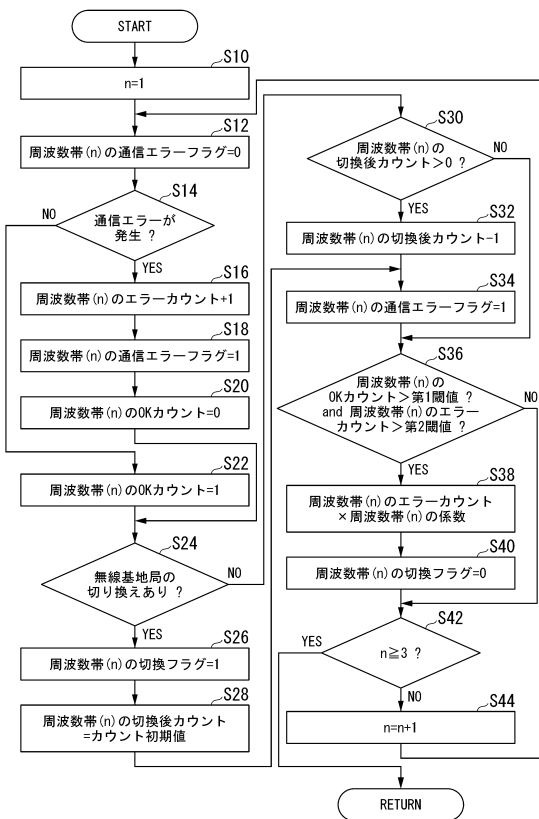 START
S10
n=1
S12
周波数帯(n)の通信エラーフラグ=0
S14
通信エラーが
発生 ?
NO
YES
S16
周波数帯(n)のエラーカウント+1
S18
周波数帯(n)の通信エラーフラグ=1
S20
周波数帯(n)のOKカウント=0
S22
周波数帯(n)のOKカウント=1
S24
無線基地局の
切り換えあり ?
NO
YES
S26
周波数帯(n)の切換フラグ=1
S28
周波数帯(n)の切換後カウント
=カウント初期値
S30
周波数帯(n)の
切換後カウント>0 ?
NO
YES
S32
周波数帯(n)の切換後カウント-1
S34
周波数帯(n)の通信エラーフラグ=1
S36
周波数帯(n)の
OKカウント>第1閾値 ?
and 周波数帯(n)のエラー
カウント>第2閾値 ?
NO
YES
S38
周波数帯(n)のエラーカウント
×周波数帯(n)の係数
S40
周波数帯(n)の切換フラグ=0
S42
YES
n≧3 ?
NO
S44
n=n+1
RETURN